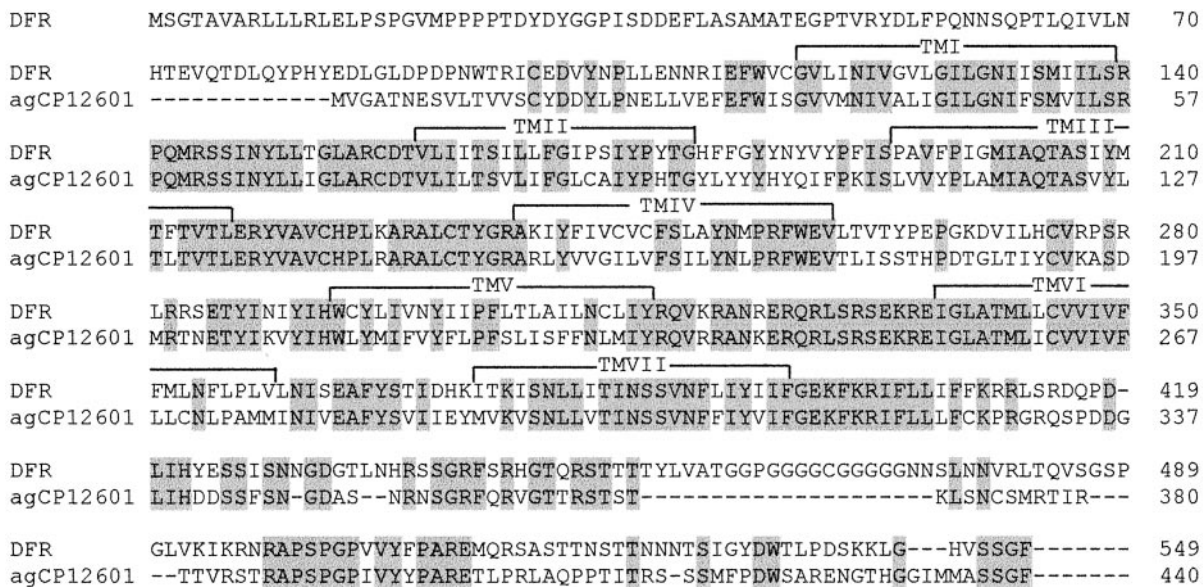 DFR MSGTAVARLLLRLELPSPGVMPPPPTDYDYGGPISDDEFLASAMATEGPTVRYDLFPQNNSQPTLQIVLN 70
TMI
DFR HTEVQTDLQYPHYEDLGLDPDPNWTRICEDVYNPLLENNRIEFWVCGVLINIVGVLGILGNIISMIILSR 140
agCP12601 -------------MVGATNESVLTVVSCYDDYLPNELLVEFEFWISGVVMNIVALIGILGNIFSMVILSR 57
TMII TMIII
DFR PQMRSSINYLLTGLARCDTVLIITSILLFGIPSIYPYTGHFFGYYNYVYPFISPAVFPIGMIAQTASIYM 210
agCP12601 PQMRSSINYLLIGLARCDTVLILTSVLIFGLCAIYPHTGYLYYYHYQIFPKISLVVYPLAMIAQTASVYL 127
TMIV
DFR TFTVTLERYVAVCHPLKARALCTYGRAKIYFIVCVCFSLAYNMPRFWEVLTVTYPEPGKDVILHCVRPSR 280
agCP12601 TLTVTLERYVAVCHPLRARALCTYGRARLYVVGILVFSILYNLPRFWEVTLISSTHPDTGLTIYCVKASD 197
TMV TMVI
DFR LRRSETYINIYIHWCYLIVNYIIPFLTLAILNCLIYRQVKRANRERQRLSRSEKREIGLATMLLCVVIVF 350
agCP12601 MRTNETYIKVYIHWLYMIFVYFLPFSLISFFNLMIYRQVRRANKERQRLSRSEKREIGLATMLICVVIVF 267
TMVII
DFR FMLNFLPLVLNISEAFYSTIDHKITKISNLLITINSSVNFLIYIIFGEKFKRIFLLIFFKRRLSRDQPD- 419
agCP12601 LLCNLPAMMINIVEAFYSVIIEYMVKVSNLLVTINSSVNFFIYVIFGEKFKRIFLLLFCKPRGRQSPDDG 337
DFR LIHYESSISNNGDGTLNHRSSGRFSRHGTQRSTTTTYLVATGGPGGGGCGGGGGNNSLNNVRLTQVSGSP 489
agCP12601 LIHDDSSFSN-GDAS--NRNSGRFQRVGTTRSTST---------------------KLSNCSMRTIR--- 380
DFR GLVKIKRNRAPSPGPVVYFPAREMQRSASTTNSTTNNNTSIGYDWTLPDSKKLG---HVSSGF------- 549
agCP12601 --TTVRSTRAPSPGPIVYYPARETLPRLAQPPTITRS-SSMFPDWSARENGTHGGIMMASSGF------- 440